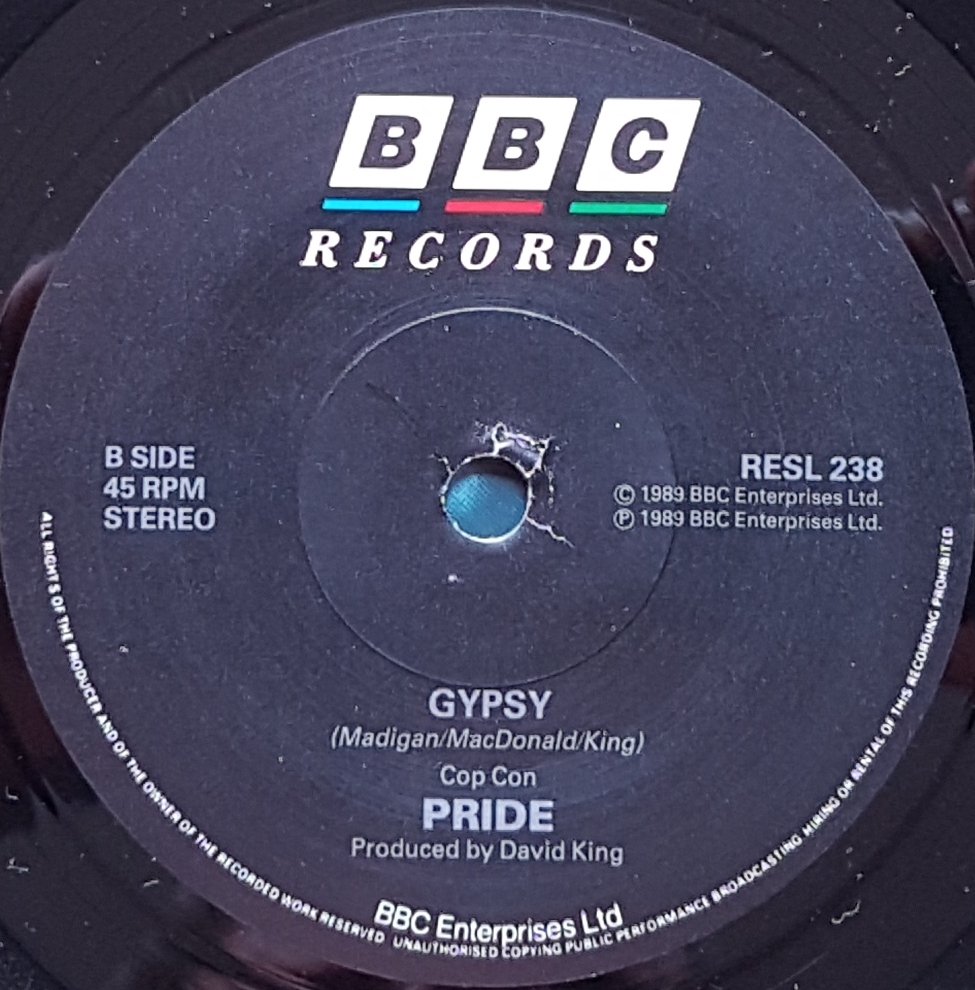 BBC
RECORDS
B SIDE
45 RPM
STEREO
RESL 238
© 1989 BBC Enterprises Ltd.
℗ 1989 BBC Enterprises Ltd.
GYPSY
(Madigan/MacDonald/King)
Cop Con
PRIDE
Produced by David King
BBC Enterprises Ltd
ALL RIGHTS OF THE PRODUCER AND OF THE OWNER OF THE RECORDED WORK RESERVED UNAUTHORISED COPYING PUBLIC PERFORMANCE BROADCASTING HIRING OR RENTAL OF THIS RECORDING PROHIBITED